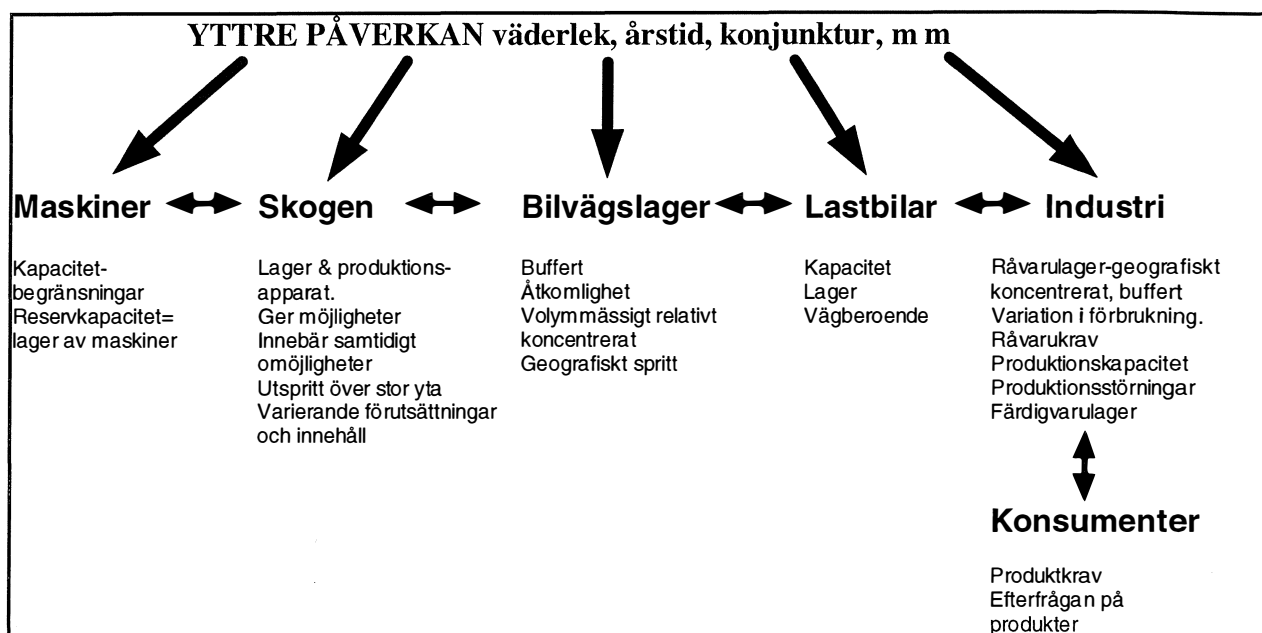 YTTRE PÅVERKAN väderlek, årstid, konjunktur, m m
Maskiner
Kapacitet-
begränsningar
Reservkapacitet=
lager av maskiner
Skogen
Lager & produktions-
apparat.
Ger möjligheter
Innebär samtidigt
omöjligheter
Utspritt över stor yta
Varierande förutsättningar
och innehåll
Bilvägslager
Buffert
Åtkomlighet
Volymmässigt relativt
koncentrerat
Geografiskt spritt
Lastbilar
Kapacitet
Lager
Vägberoende
Industri
Råvarulager-geografiskt
koncentrerat, buffert
Variation i förbrukning.
Råvarukrav
Produktionskapacitet
Produktionsstörningar
Färdigvarulager
Konsumenter
Produktkrav
Efterfrågan på
produkter